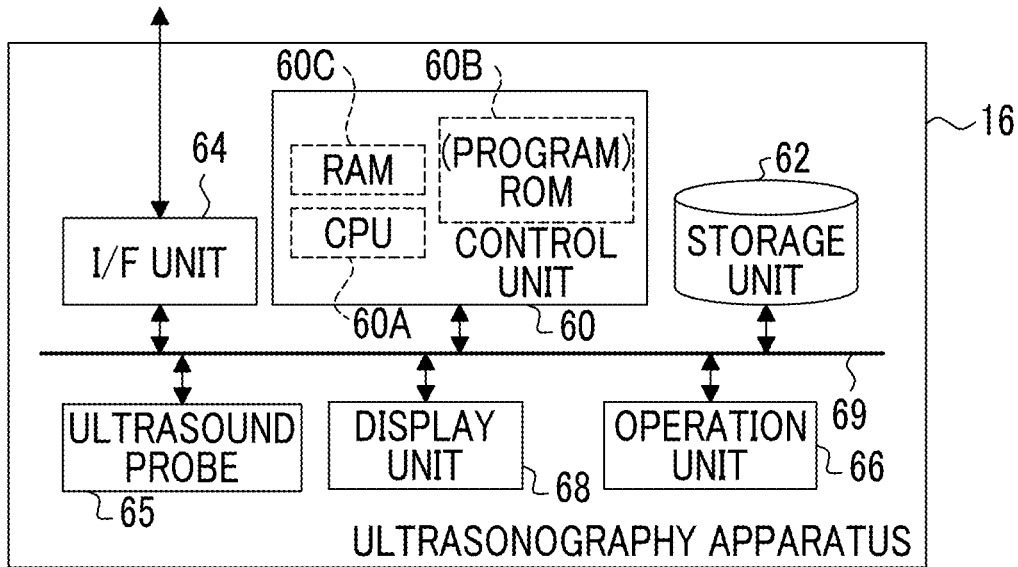 60C
60B
16
64
RAM
(PROGRAM)
ROM
62
I/F UNIT
CPU
CONTROL
UNIT
STORAGE
UNIT
60A
60
ULTRASOUND
PROBE
DISPLAY
UNIT
OPERATION
UNIT
69
65
68
66
ULTRASONOGRAPHY APPARATUS